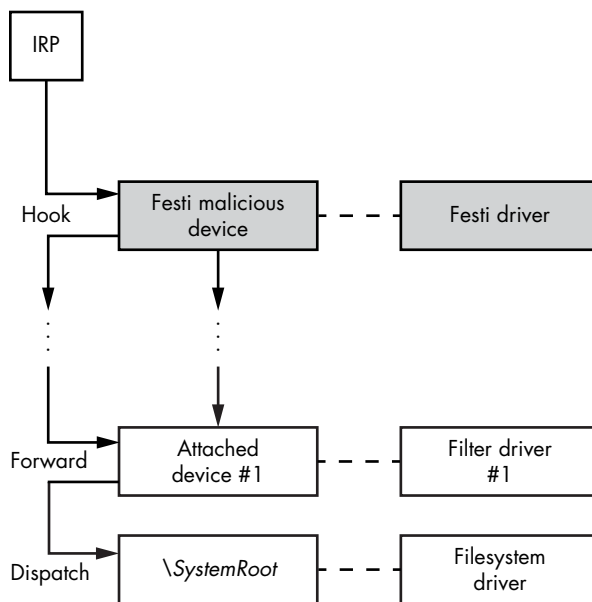 IRP
Hook
Festi malicious
device
Festi driver
Forward
Attached
device #1
Filter driver
#1
Dispatch
\SystemRoot
Filesystem
driver